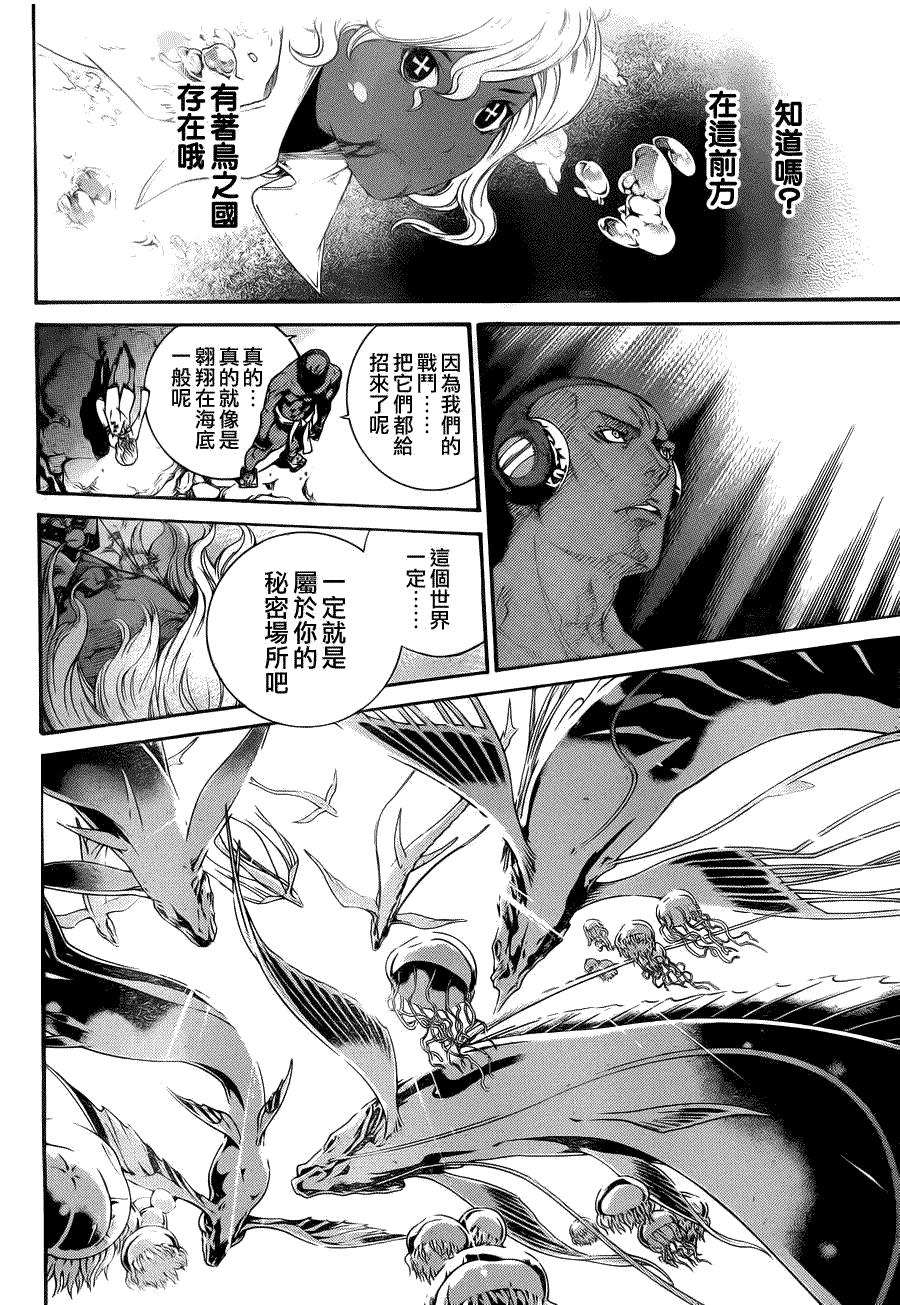 知道嗎？
在這前方
有著鳥之國
存在哦
因為我們的
戰鬥……
把它們都給
招來了呢
真的…
真的就像是
翱翔在海底
一般呢
這個世界
一定……
一定就是
屬於你的
秘密場所吧